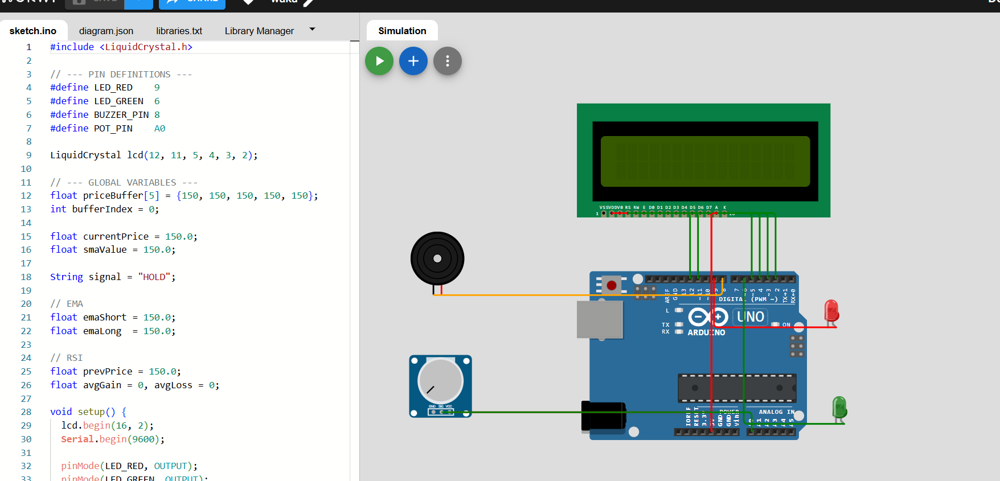 SAVE
SHARE
waka
sketch.ino
diagram.json
libraries.txt
Library Manager
Simulation
1 #include <LiquidCrystal.h>
2
3 // --- PIN DEFINITIONS ---
4 #define LED_RED    9
5 #define LED_GREEN  6
6 #define BUZZER_PIN 8
7 #define POT_PIN    A0
8
9 LiquidCrystal lcd(12, 11, 5, 4, 3, 2);
10
11 // --- GLOBAL VARIABLES ---
12 float priceBuffer[5] = {150, 150, 150, 150, 150};
13 int bufferIndex = 0;
14
15 float currentPrice = 150.0;
16 float smaValue = 150.0;
17
18 String signal = "HOLD";
19
20 // EMA
21 float emaShort = 150.0;
22 float emaLong  = 150.0;
23
24 // RSI
25 float prevPrice = 150.0;
26 float avgGain = 0, avgLoss = 0;
27
28 void setup() {
29   lcd.begin(16, 2);
30   Serial.begin(9600);
31
32   pinMode(LED_RED, OUTPUT);
33   pinMode(LED_GREEN, OUTPUT);
VSS VDD V0 RS RW E D0 D1 D2 D3 D4 D5 D6 D7 A K
1
AREF GND 13 12 ~11 ~10 ~9 8 7 ~6 ~5 4 ~3 2 TX→1 RX←0
DIGITAL (PWM ~)
L
TX
RX
UNO
ON
ARDUINO
GND SIG VCC
IOREF RESET 3.3V 5V GND GND Vin
POWER
ANALOG IN
A0 A1 A2 A3 A4 A5